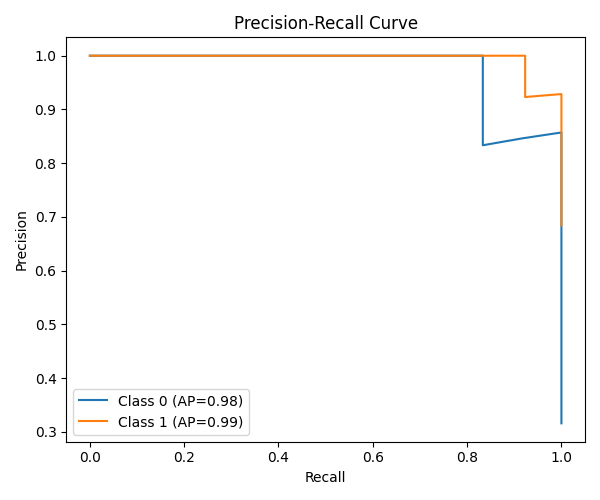 Precision-Recall Curve
1.0
0.9
0.8
0.7
0.6
0.5
0.4
0.3
Precision
Class 0 (AP=0.98)
Class 1 (AP=0.99)
0.0 0.2 0.4 0.6 0.8 1.0
Recall